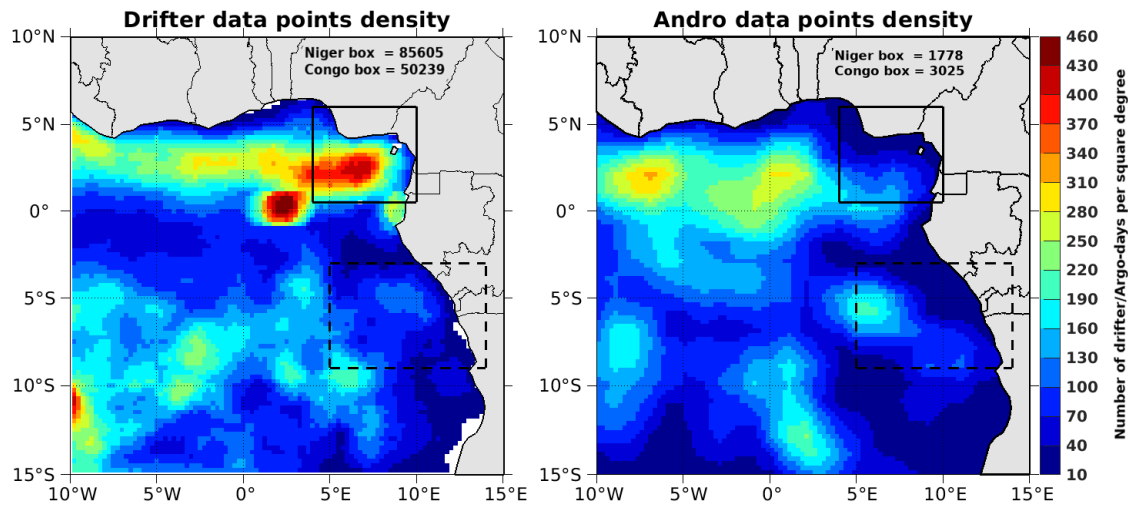 Drifter data points density
Andro data points density
10°N
5°N
0°
5°S
10°S
15°S
10°W
5°W
0°
5°E
10°E
15°E
Niger box = 85605
Congo box = 50239
10°N
5°N
0°
5°S
10°S
15°S
10°W
5°W
0°
5°E
10°E
15°E
Niger box = 1778
Congo box = 3025
460
430
400
370
340
310
280
250
220
190
160
130
100
70
40
10
Number of drifter/Argo-days per square degree